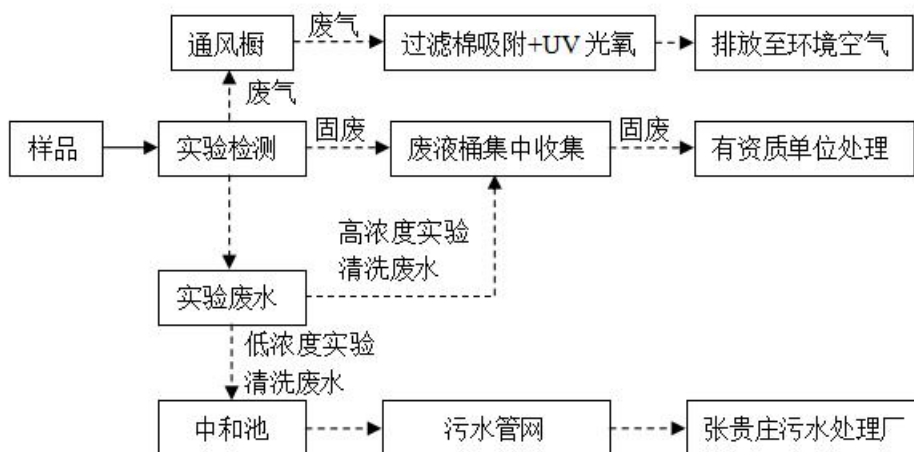 通风橱
废气
过滤棉吸附+UV 光氧
排放至环境空气
废气
样品
实验检测
固废
废液桶集中收集
固废
有资质单位处理
高浓度实验
清洗废水
实验废水
低浓度实验
清洗废水
中和池
污水管网
张贵庄污水处理厂